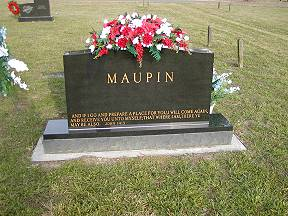 MAUPIN
"AND IF I GO AND PREPARE A PLACE FOR YOU, I WILL COME AGAIN,
AND RECEIVE YOU UNTO MYSELF; THAT WHERE I AM, THERE YE
MAY BE ALSO. JOHN 14:3